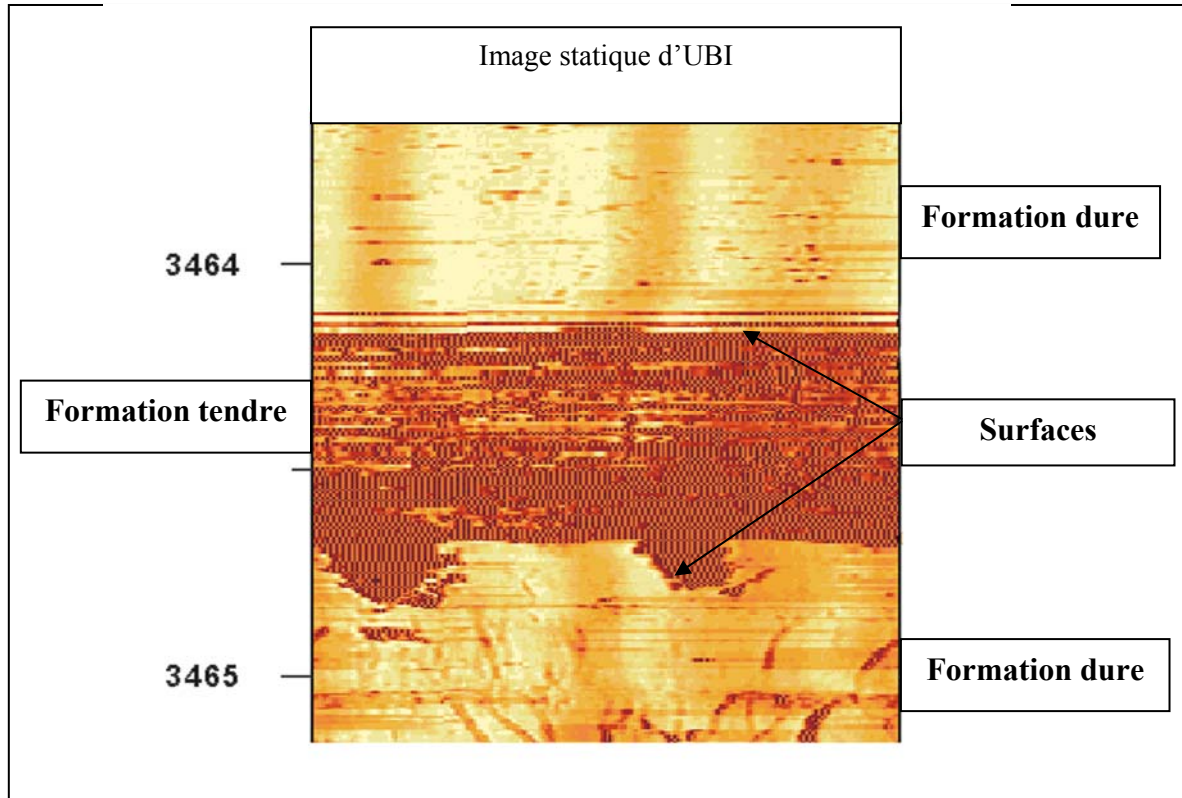 Image statique d’UBI
Formation dure
3464
Formation tendre
Surfaces
3465
Formation dure